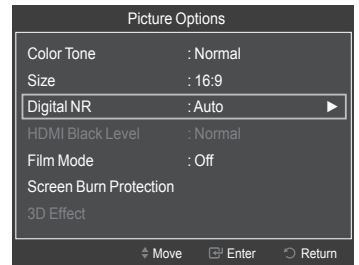 Picture Options
Color Tone : Normal
Size : 16:9
Digital NR : Auto ►
HDMI Black Level : Normal
Film Mode : Off
Screen Burn Protection
3D Effect
Move Enter Return